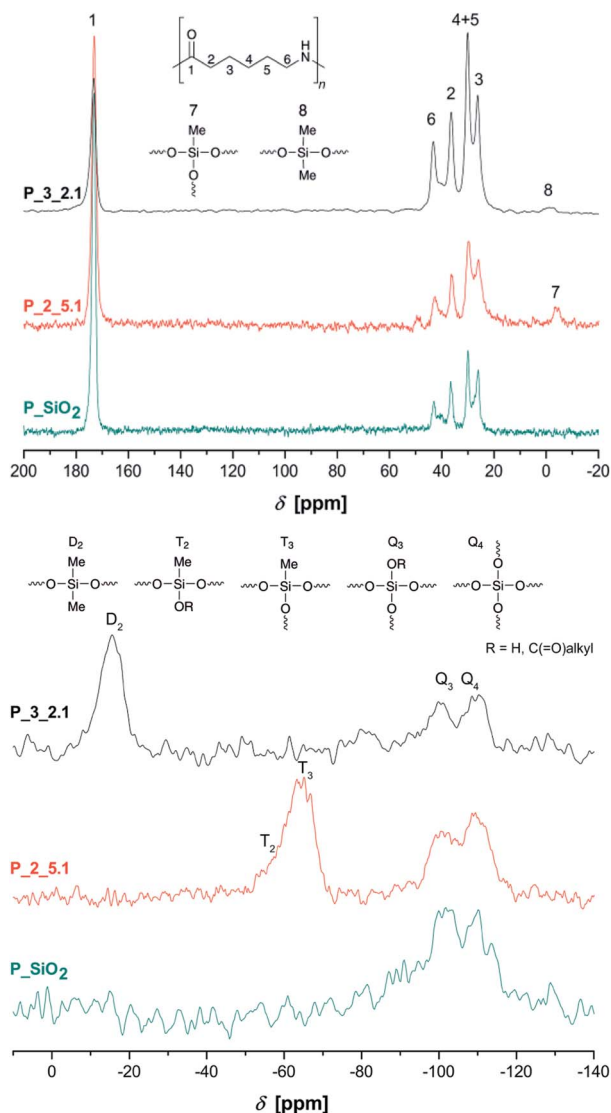 1
4+5
O
H
N
1
2
3
4
5
6
n
2
3
6
7
8
Me
O
Si
O
O
Me
O
Si
O
Me
8
P_3_2.1
7
P_2_5.1
P_SiO2
200 180 160 140 120 100 80 60 40 20 0 -20
δ [ppm]
D2 T2 T3 Q3 Q4
Me
O Si O
Me
Me
O Si O
OR
Me
O Si O
O
OR
O Si O
O
O
O Si O
O
R = H, C(=O)alkyl
D2
P_3_2.1
Q3 Q4
T3
T2
P_2_5.1
P_SiO2
0 -20 -40 -60 -80 -100 -120 -140
δ [ppm]